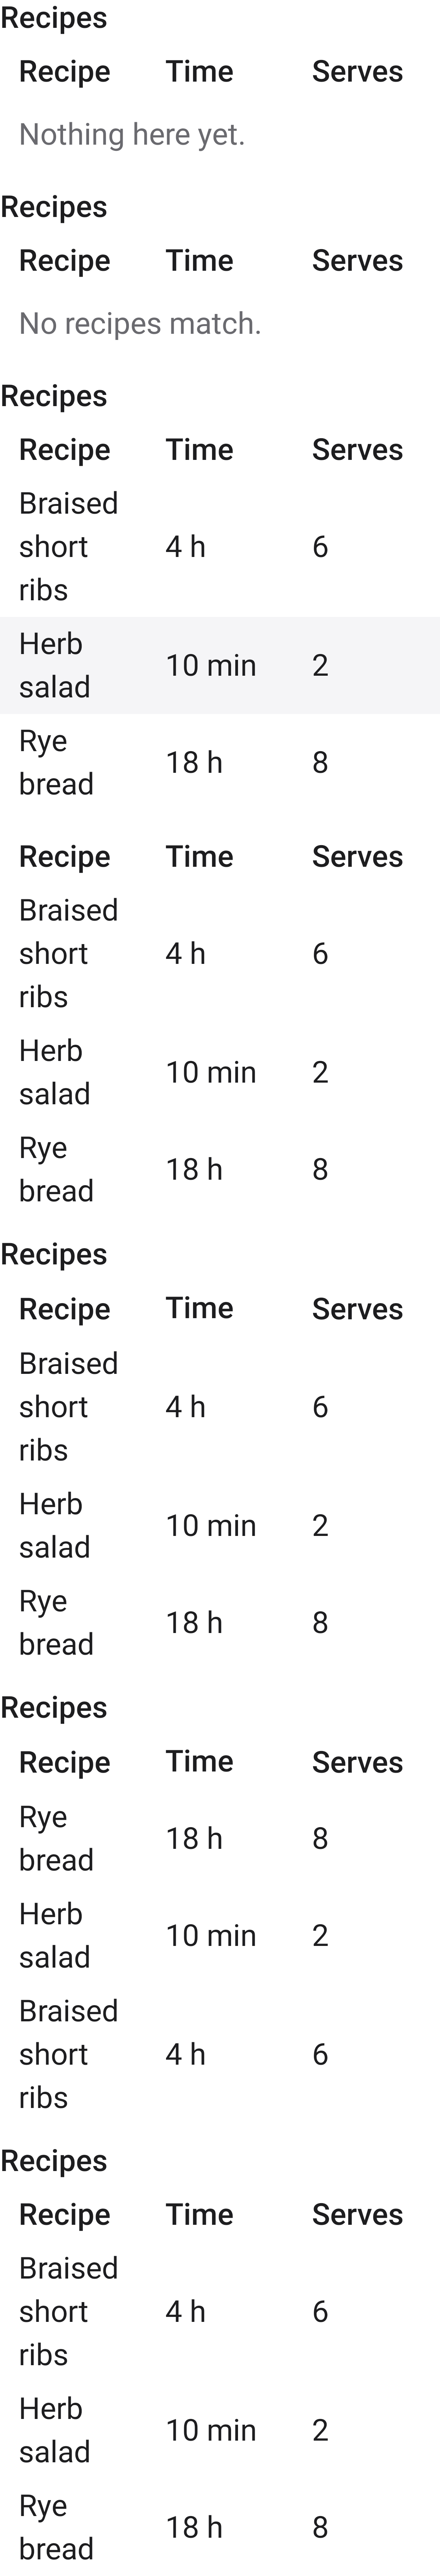 Recipes
Recipe Time Serves
Nothing here yet.
Recipes
Recipe Time Serves
No recipes match.
Recipes
Recipe Time Serves
Braised
short 4 h 6
ribs
Herb
salad 10 min 2
Rye
bread 18 h 8
Recipe Time Serves
Braised
short 4 h 6
ribs
Herb
salad 10 min 2
Rye
bread 18 h 8
Recipes
Recipe Time Serves
Braised
short 4 h 6
ribs
Herb
salad 10 min 2
Rye
bread 18 h 8
Recipes
Recipe Time Serves
Rye
bread 18 h 8
Herb
salad 10 min 2
Braised
short 4 h 6
ribs
Recipes
Recipe Time Serves
Braised
short 4 h 6
ribs
Herb
salad 10 min 2
Rye
bread 18 h 8